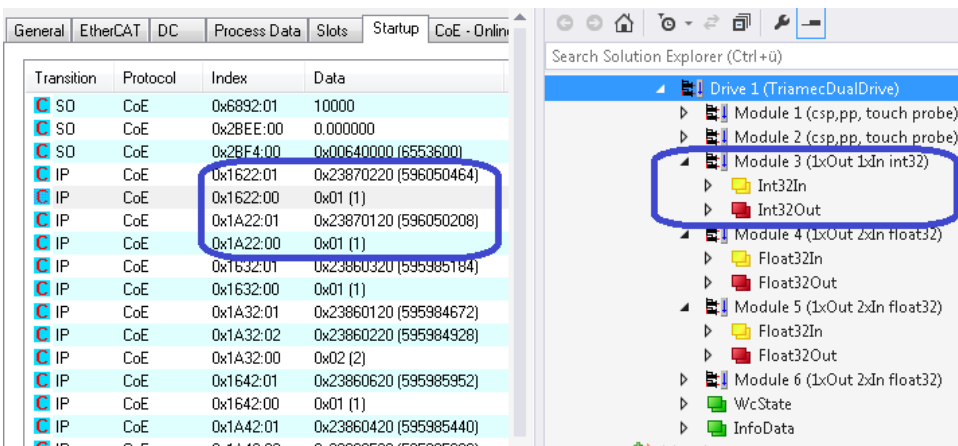 General EtherCAT DC Process Data Slots Startup CoE - Online
Transition Protocol Index Data
C SO CoE 0x6892:01 10000
C SO CoE 0x2BEE:00 0.000000
C SO CoE 0x2BF4:00 0x00640000 (6553600)
C IP CoE 0x1622:01 0x23870220 (596050464)
C IP CoE 0x1622:00 0x01 (1)
C IP CoE 0x1A22:01 0x23870120 (596050208)
C IP CoE 0x1A22:00 0x01 (1)
C IP CoE 0x1632:01 0x23860320 (595985184)
C IP CoE 0x1632:00 0x01 (1)
C IP CoE 0x1A32:01 0x23860120 (595984672)
C IP CoE 0x1A32:02 0x23860220 (595984928)
C IP CoE 0x1A32:00 0x02 (2)
C IP CoE 0x1642:01 0x23860620 (595985952)
C IP CoE 0x1642:00 0x01 (1)
C IP CoE 0x1A42:01 0x23860420 (595985440)
Search Solution Explorer (Ctrl+ü)
Drive 1 (TriamecDualDrive)
Module 1 (csp,pp, touch probe)
Module 2 (csp,pp, touch probe)
Module 3 (1xOut 1xIn int32)
Int32In
Int32Out
Module 4 (1xOut 2xIn float32)
Float32In
Float32Out
Module 5 (1xOut 2xIn float32)
Float32In
Float32Out
Module 6 (1xOut 2xIn float32)
WcState
InfoData